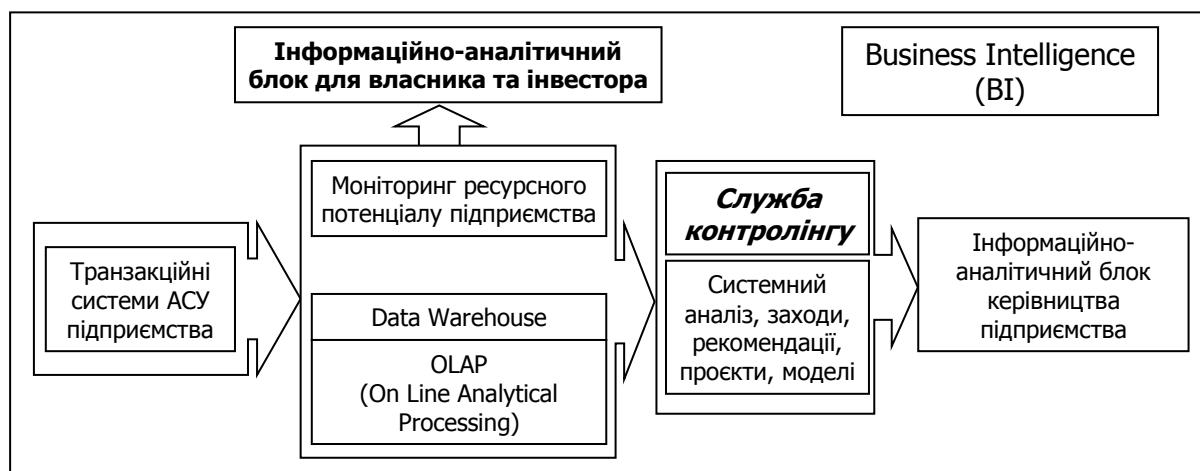 Інформаційно-аналітичний
блок для власника та інвестора
Business Intelligence
(BI)
Моніторинг ресурсного
потенціалу підприємства
Транзакційні
системи АСУ
підприємства
Data Warehouse
OLAP
(On Line Analytical
Processing)
Служба
контролінгу
Системний
аналіз, заходи,
рекомендації,
проєкти, моделі
Інформаційно-
аналітичний блок
керівництва
підприємства